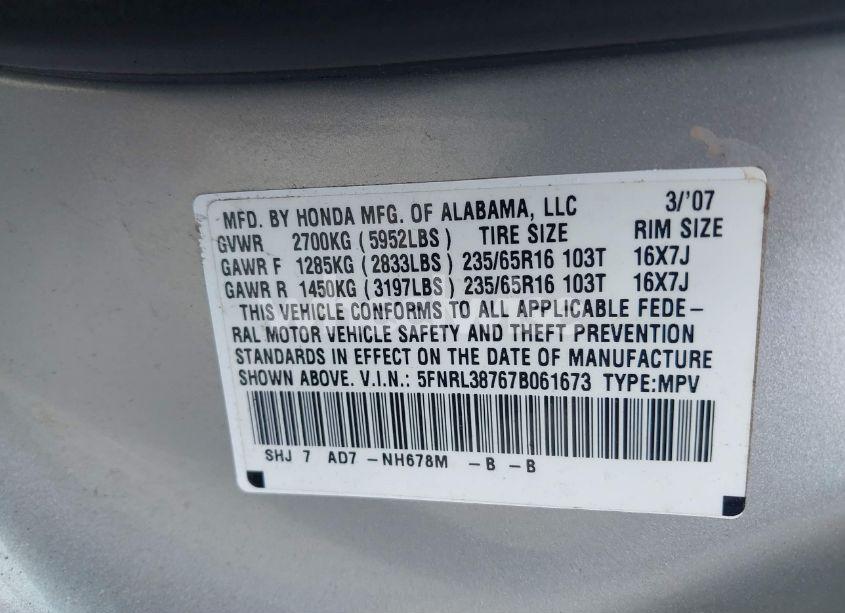 MFD. BY HONDA MFG. OF ALABAMA, LLC 3/'07
GVWR 2700KG (5952LBS) TIRE SIZE RIM SIZE
GAWR F 1285KG (2833LBS) 235/65R16 103T 16X7J
GAWR R 1450KG (3197LBS) 235/65R16 103T 16X7J
THIS VEHICLE CONFORMS TO ALL APPLICABLE FEDE-
RAL MOTOR VEHICLE SAFETY AND THEFT PREVENTION
STANDARDS IN EFFECT ON THE DATE OF MANUFACTURE
SHOWN ABOVE. V.I.N.: 5FNRL38767B061673 TYPE:MPV
SHJ 7 AD7 -NH678M -B -B